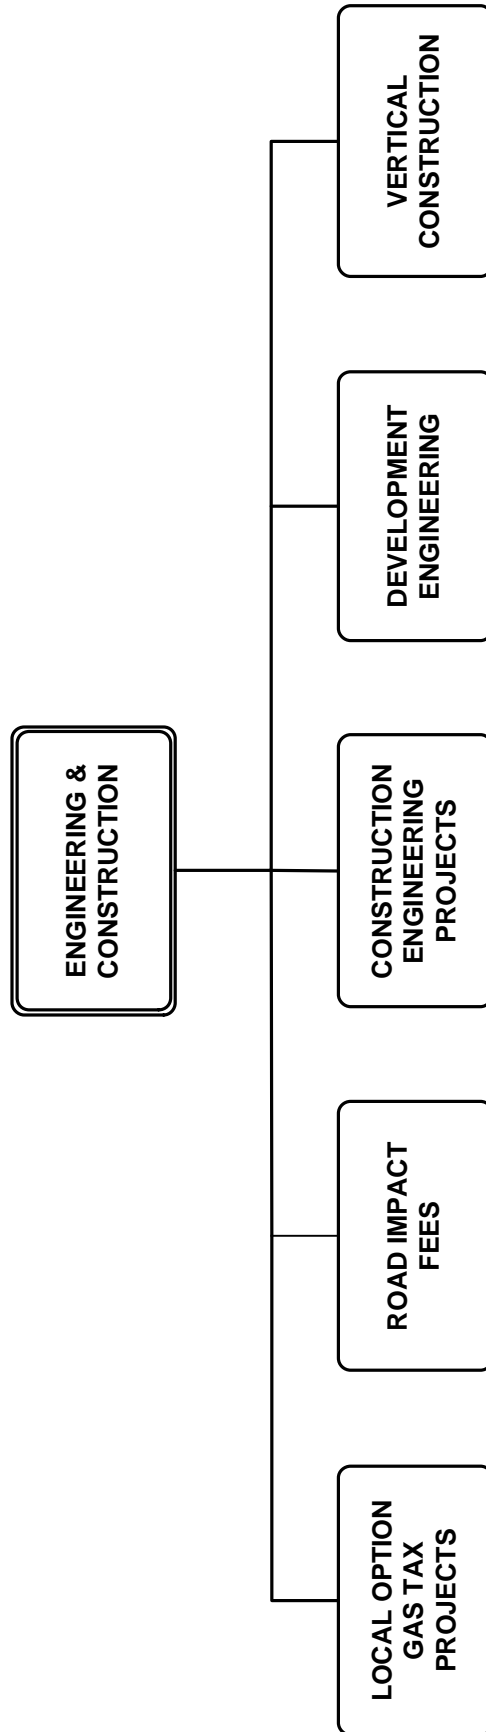 ENGINEERING &
CONSTRUCTION
LOCAL OPTION
GAS TAX
PROJECTS
ROAD IMPACT
FEES
CONSTRUCTION
ENGINEERING
PROJECTS
DEVELOPMENT
ENGINEERING
VERTICAL
CONSTRUCTION